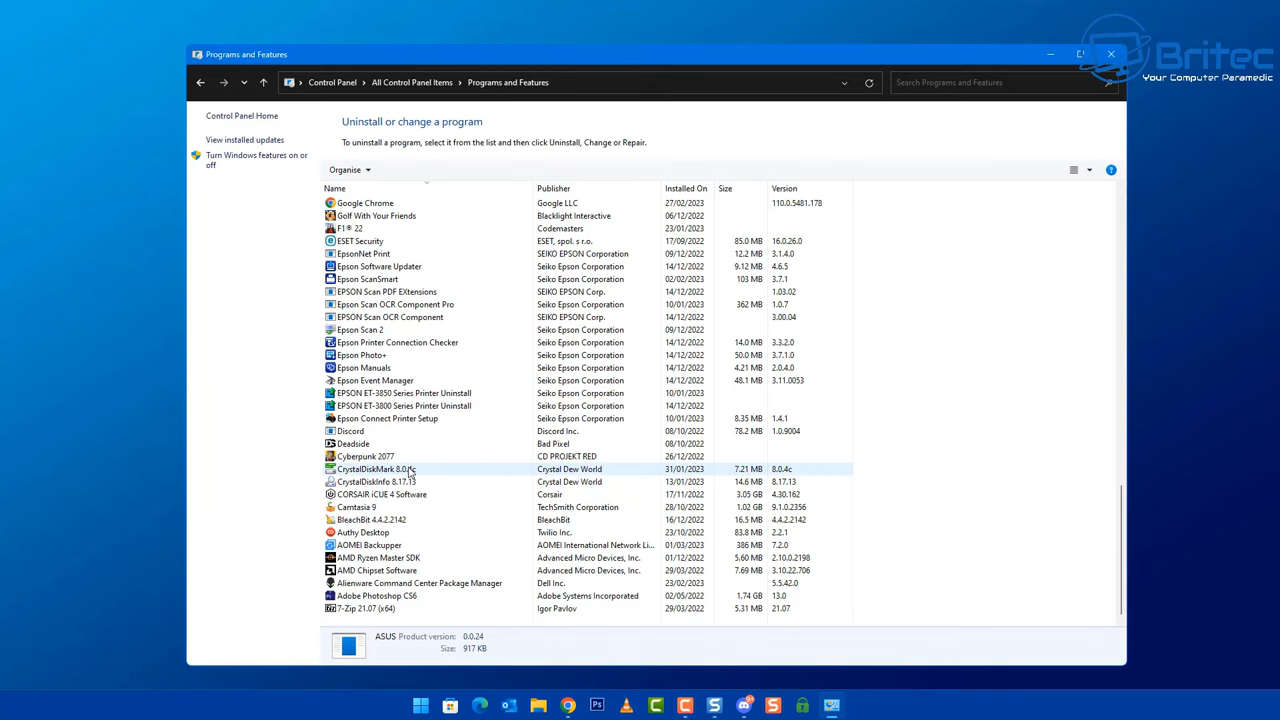 Programs and Features
Britec
Your Computer Paramedic
Control Panel > All Control Panel Items > Programs and Features
Search Programs and Features
Control Panel Home
View installed updates
Turn Windows features on or off
Uninstall or change a program
To uninstall a program, select it from the list and then click Uninstall, Change or Repair.
Organise
Name Publisher Installed On Size Version
Google Chrome Google LLC 27/02/2023 110.0.5481.178
Golf With Your Friends Blacklight Interactive 06/12/2022
F1® 22 Codemasters 23/01/2023
ESET Security ESET, spol. s r.o. 17/09/2022 85.0 MB 16.0.26.0
EpsonNet Print SEIKO EPSON Corporation 09/12/2022 12.2 MB 3.1.4.0
Epson Software Updater Seiko Epson Corporation 14/12/2022 9.12 MB 4.6.5
Epson ScanSmart Seiko Epson Corporation 02/02/2023 103 MB 3.7.1
EPSON Scan PDF EXtensions Seiko EPSON Corp. 14/12/2022 1.03.02
Epson Scan OCR Component Pro Seiko Epson Corporation 10/01/2023 362 MB 1.0.7
EPSON Scan OCR Component SEIKO EPSON Corp. 14/12/2022 3.00.04
Epson Scan 2 Seiko Epson Corporation 09/12/2022
Epson Printer Connection Checker Seiko Epson Corporation 14/12/2022 14.0 MB 3.3.2.0
Epson Photo+ Seiko Epson Corporation 14/12/2022 50.0 MB 3.7.1.0
Epson Manuals Seiko Epson Corporation 14/12/2022 4.21 MB 2.0.4.0
Epson Event Manager Seiko Epson Corporation 14/12/2022 48.1 MB 3.11.0053
EPSON ET-3850 Series Printer Uninstall Seiko Epson Corporation 10/01/2023
EPSON ET-3800 Series Printer Uninstall Seiko Epson Corporation 14/12/2022
Epson Connect Printer Setup Seiko Epson Corporation 10/01/2023 8.35 MB 1.4.1
Discord Discord Inc. 08/10/2022 78.2 MB 1.0.9004
Deadside Bad Pixel 08/10/2022
Cyberpunk 2077 CD PROJEKT RED 02/12/2022
CrystalDiskMark 8.0.4c Crystal Dew World 31/01/2023 7.21 MB 8.0.4c
CrystalDiskInfo 8.17.13 Crystal Dew World 13/01/2023 14.6 MB 8.17.13
CORSAIR iCUE 4 Software Corsair 17/11/2022 3.05 GB 4.30.162
Camtasia 9 TechSmith Corporation 28/10/2022 1.02 GB 9.1.0.2356
BleachBit 4.4.2.2142 BleachBit 16/12/2022 16.5 MB 4.4.2.2142
Authy Desktop Twilio Inc. 23/10/2022 83.8 MB 2.2.1
AOMEI Backupper AOMEI International Network Li... 01/03/2023 386 MB 7.2.0
AMD Ryzen Master SDK Advanced Micro Devices, Inc. 01/12/2022 5.60 MB 2.10.0.2198
AMD Chipset Software Advanced Micro Devices, Inc. 29/03/2022 7.69 MB 3.10.22.706
Alienware Command Center Package Manager Dell Inc. 23/02/2023 5.5.42.0
Adobe Photoshop CS6 Adobe Systems Incorporated 02/05/2022 1.74 GB 13.0
7-Zip 21.07 (x64) Igor Pavlov 29/03/2022 5.31 MB 21.07
ASUS Product version: 0.0.24
Size: 917 KB